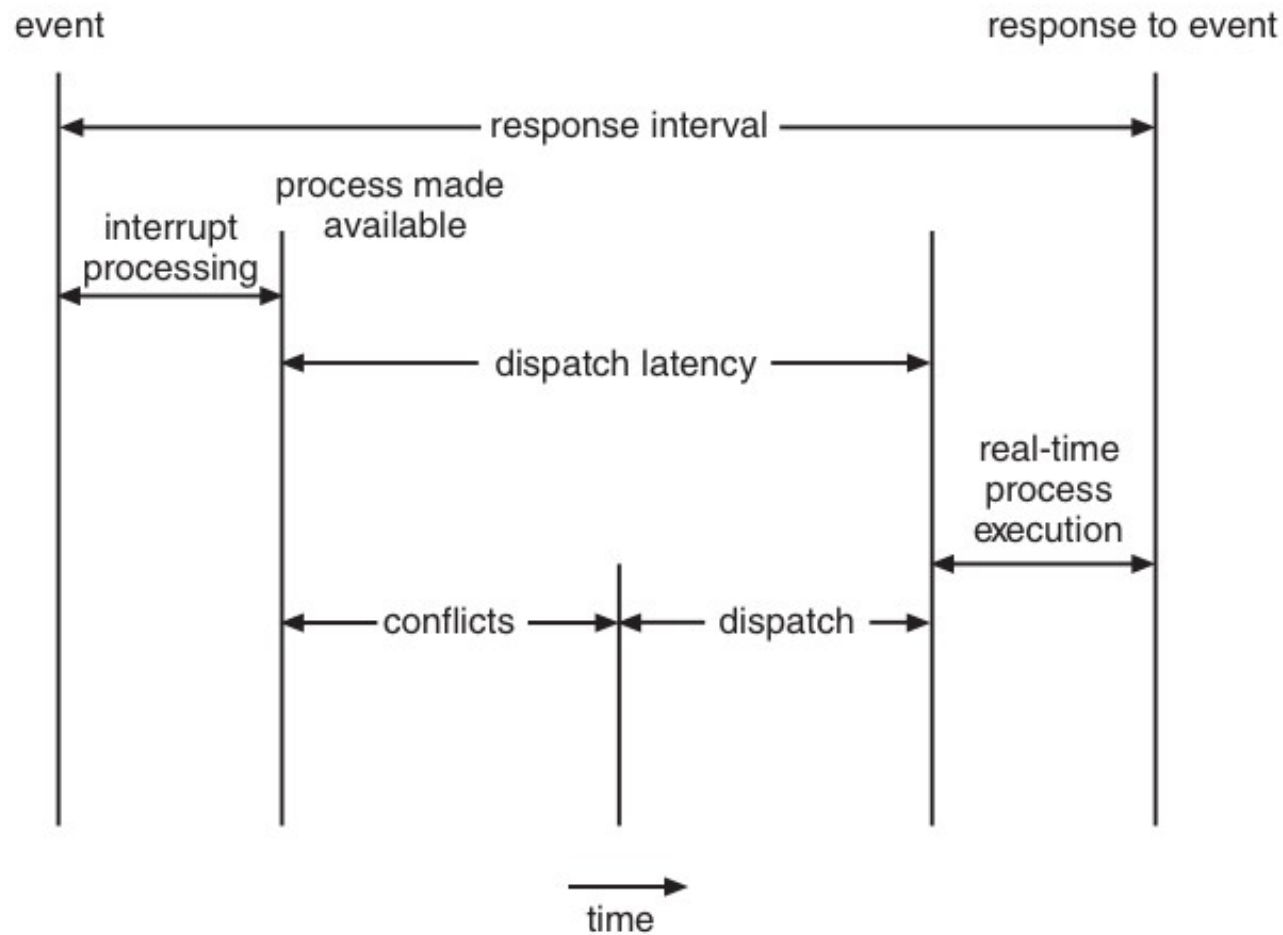 event
response to event
response interval
process made
available
interrupt
processing
dispatch latency
real-time
process
execution
conflicts
dispatch
time